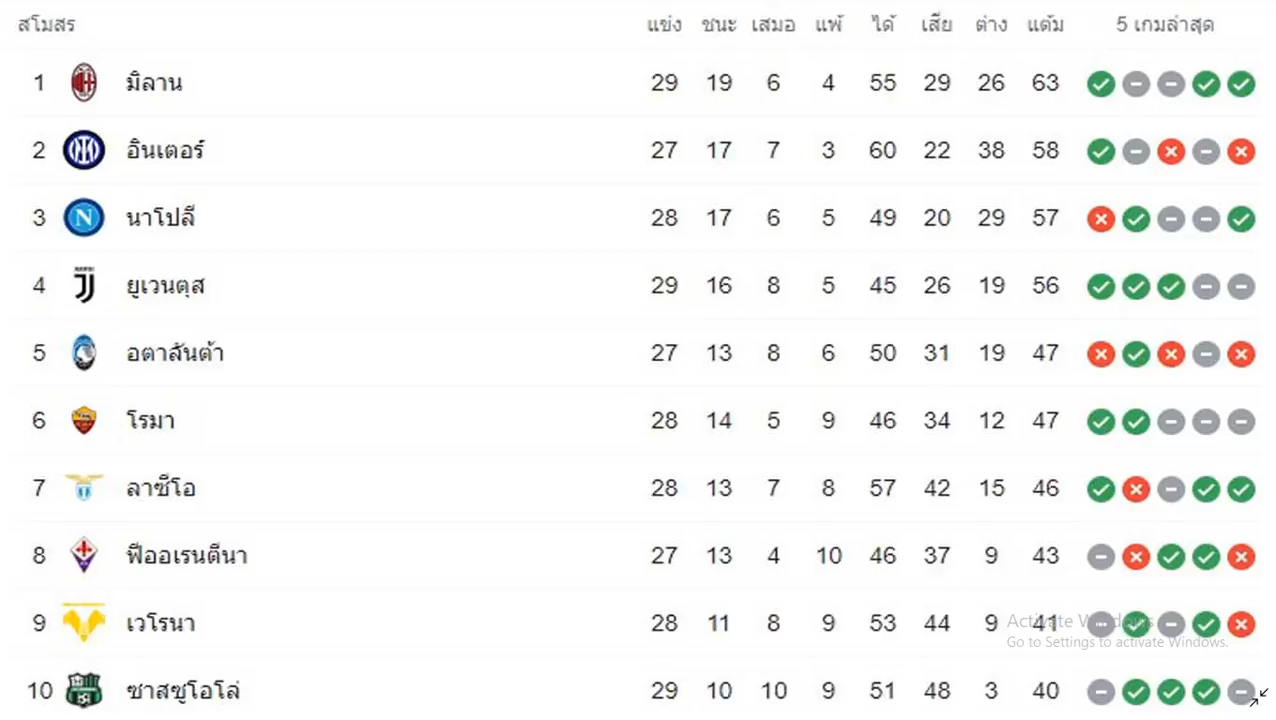 สโมสร แข่ง ชนะ เสมอ แพ้ ได้ เสีย ต่าง แต้ม 5 เกมล่าสุด
1 มิลาน 29 19 6 4 55 29 26 63
2 อินเตอร์ 27 17 7 3 60 22 38 58
3 นาโปลี 28 17 6 5 49 20 29 57
4 ยูเวนตุส 29 16 8 5 45 26 19 56
5 อตาลันต้า 27 13 8 6 50 31 19 47
6 โรมา 28 14 5 9 46 34 12 47
7 ลาซีโอ 28 13 7 8 57 42 15 46
8 ฟีออเรนตีนา 27 13 4 10 46 37 9 43
9 เวโรนา 28 11 8 9 53 44 9 41
Activate Windows
Go to Settings to activate Windows.
10 ซาสซูโอโล่ 29 10 10 9 51 48 3 40